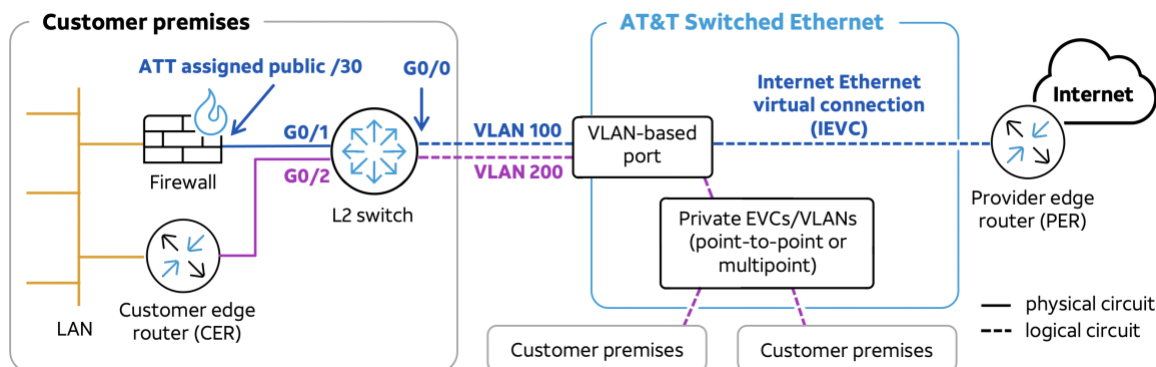 Customer premises
AT&T Switched Ethernet
ATT assigned public /30
G0/0
Internet Ethernet
virtual connection
(IEVC)
Internet
G0/1
VLAN 100
VLAN-based
port
G0/2
VLAN 200
Firewall
L2 switch
Provider edge
router (PER)
Private EVCs/VLANs
(point-to-point or
multipoint)
Customer edge
router (CER)
LAN
physical circuit
logical circuit
Customer premises
Customer premises